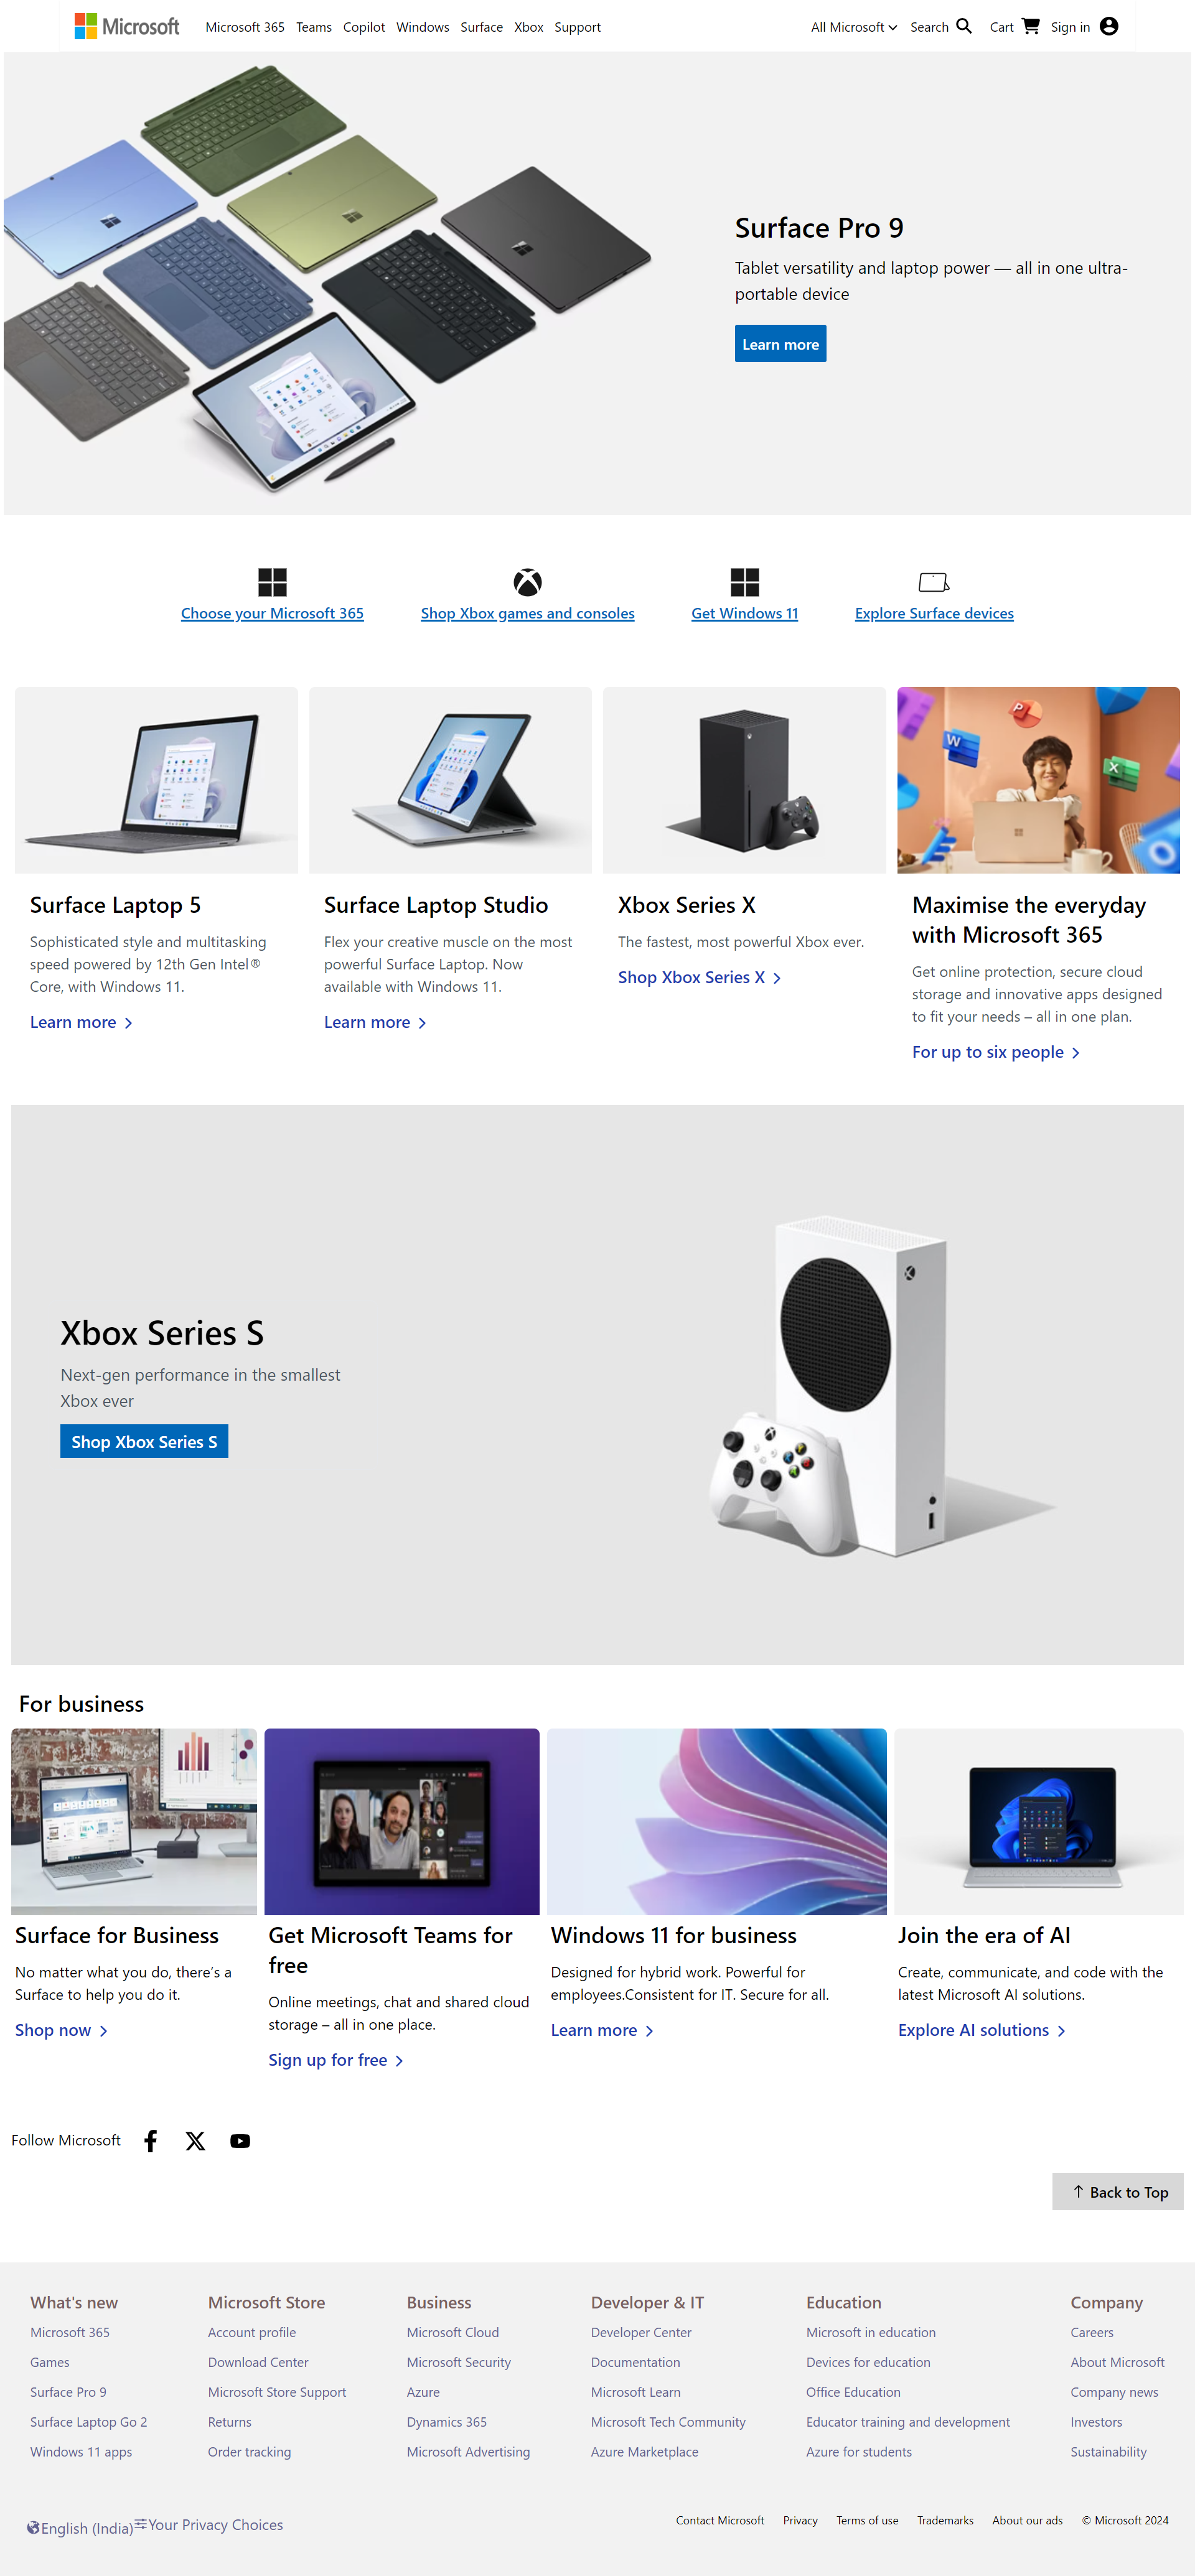 Microsoft
Microsoft 365 Teams Copilot Windows Surface Xbox Support
All Microsoft Search Cart Sign in
Surface Pro 9
Tablet versatility and laptop power — all in one ultra-
portable device
Learn more
Choose your Microsoft 365
Shop Xbox games and consoles
Get Windows 11
Explore Surface devices
Surface Laptop 5
Sophisticated style and multitasking
speed powered by 12th Gen Intel®
Core, with Windows 11.
Learn more
Surface Laptop Studio
Flex your creative muscle on the most
powerful Surface Laptop. Now
available with Windows 11.
Learn more
Xbox Series X
The fastest, most powerful Xbox ever.
Shop Xbox Series X
W
P
X
O
Maximise the everyday
with Microsoft 365
Get online protection, secure cloud
storage and innovative apps designed
to fit your needs – all in one plan.
For up to six people
Xbox Series S
Next-gen performance in the smallest
Xbox ever
Shop Xbox Series S
For business
Surface for Business
No matter what you do, there’s a
Surface to help you do it.
Shop now
Get Microsoft Teams for
free
Online meetings, chat and shared cloud
storage – all in one place.
Sign up for free
Windows 11 for business
Designed for hybrid work. Powerful for
employees.Consistent for IT. Secure for all.
Learn more
Join the era of AI
Create, communicate, and code with the
latest Microsoft AI solutions.
Explore AI solutions
Follow Microsoft
Back to Top
What's new
Microsoft 365
Games
Surface Pro 9
Surface Laptop Go 2
Windows 11 apps
Microsoft Store
Account profile
Download Center
Microsoft Store Support
Returns
Order tracking
Business
Microsoft Cloud
Microsoft Security
Azure
Dynamics 365
Microsoft Advertising
Developer & IT
Developer Center
Documentation
Microsoft Learn
Microsoft Tech Community
Azure Marketplace
Education
Microsoft in education
Devices for education
Office Education
Educator training and development
Azure for students
Company
Careers
About Microsoft
Company news
Investors
Sustainability
English (India) Your Privacy Choices
Contact Microsoft Privacy Terms of use Trademarks About our ads © Microsoft 2024